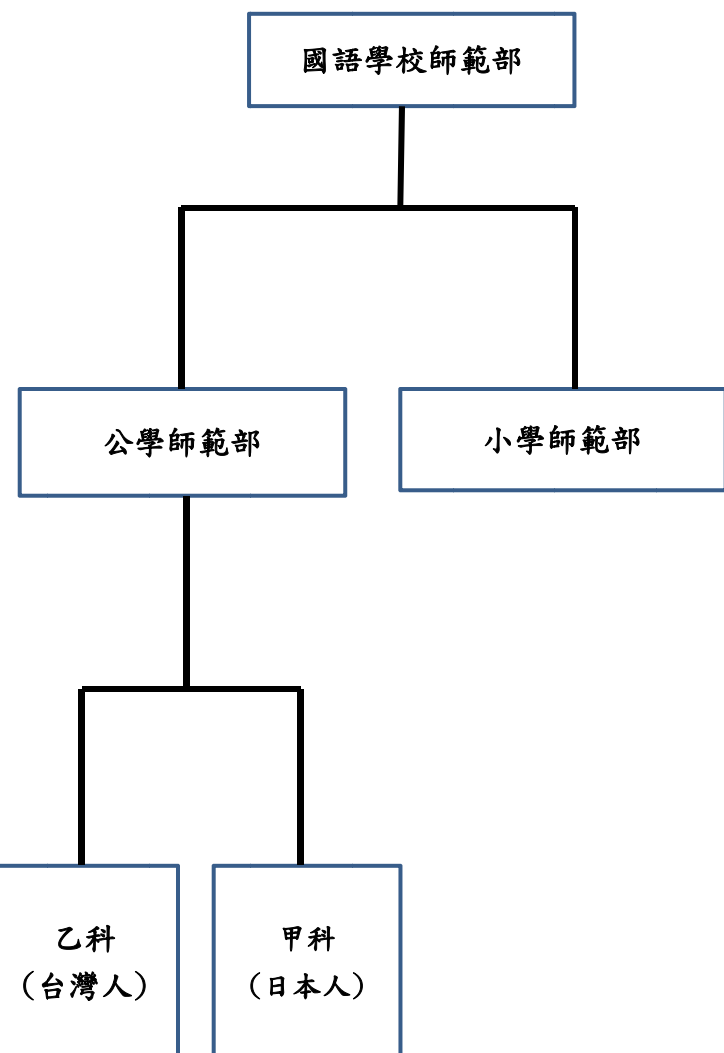 國語學校師範部
公學師範部
小學師範部
乙科
（台灣人）
甲科
（日本人）